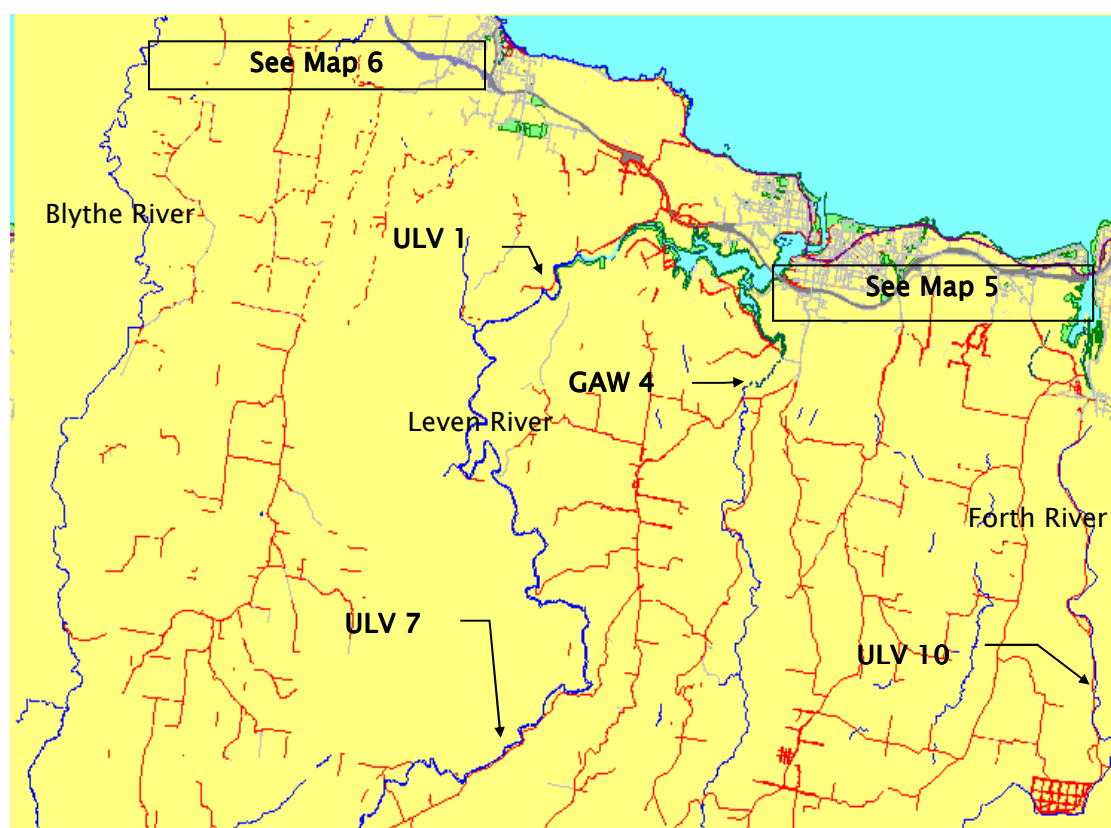 See Map 6
Blythe River
ULV 1
See Map 5
GAW 4
Leven River
Forth River
ULV 7
ULV 10